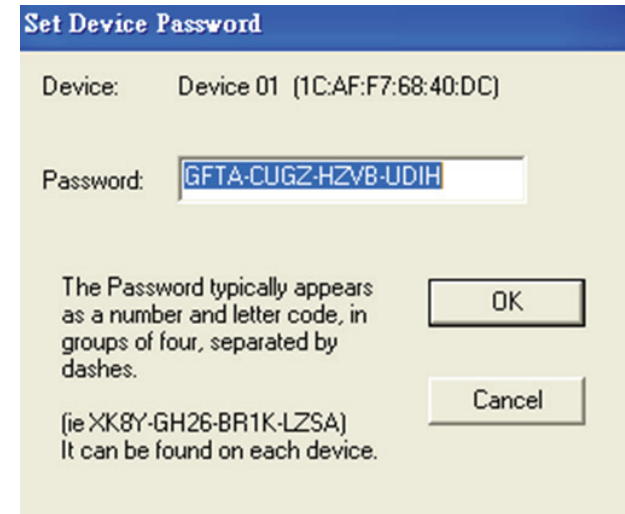 Set Device Password
Device: Device 01 (1C:AF:F7:68:40:DC)
Password: GFTA-CUGZ-HZVB-UDIH
The Password typically appears
as a number and letter code, in
groups of four, separated by
dashes.
(ie XK8Y-GH26-BR1K-LZSA)
It can be found on each device.
OK
Cancel